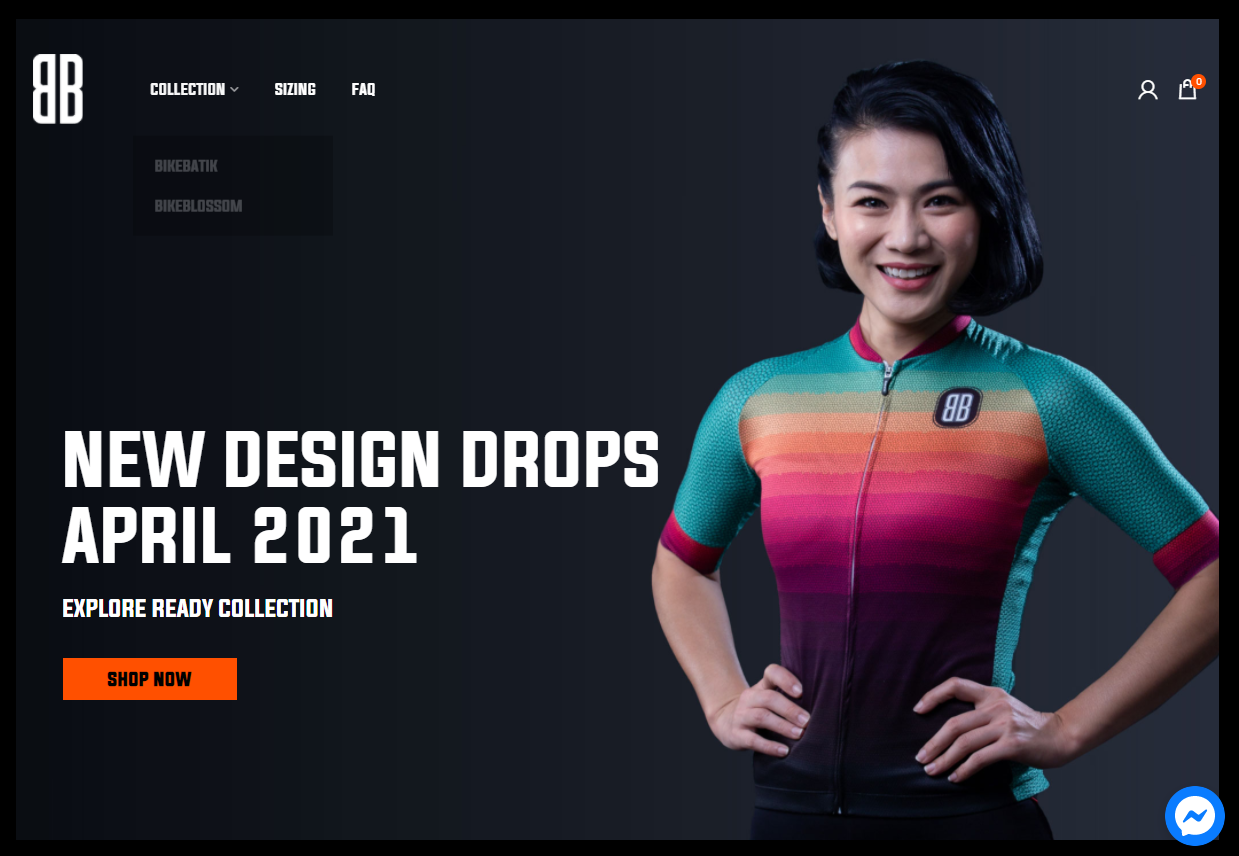 BB
COLLECTION
SIZING
FAQ
0
BIKEBATIK
BIKEBLOSSOM
BB
NEW DESIGN DROPS
APRIL 2021
EXPLORE READY COLLECTION
SHOP NOW